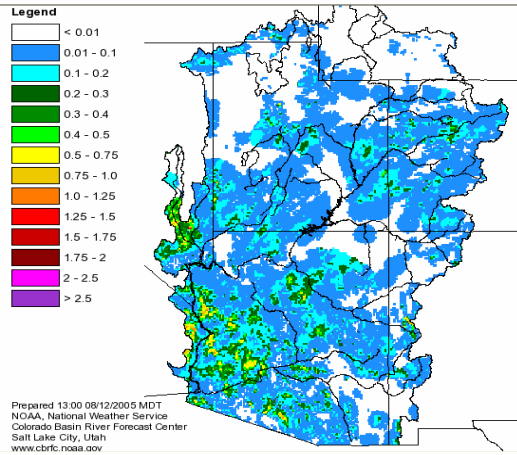 Legend
< 0.01
0.01 - 0.1
0.1 - 0.2
0.2 - 0.3
0.3 - 0.4
0.4 - 0.5
0.5 - 0.75
0.75 - 1.0
1.0 - 1.25
1.25 - 1.5
1.5 - 1.75
1.75 - 2
2 - 2.5
> 2.5
Prepared 13:00 08/12/2005 MDT
NOAA, National Weather Service
Colorado Basin River Forecast Center
Salt Lake City, Utah
www.cbrfc.noaa.gov